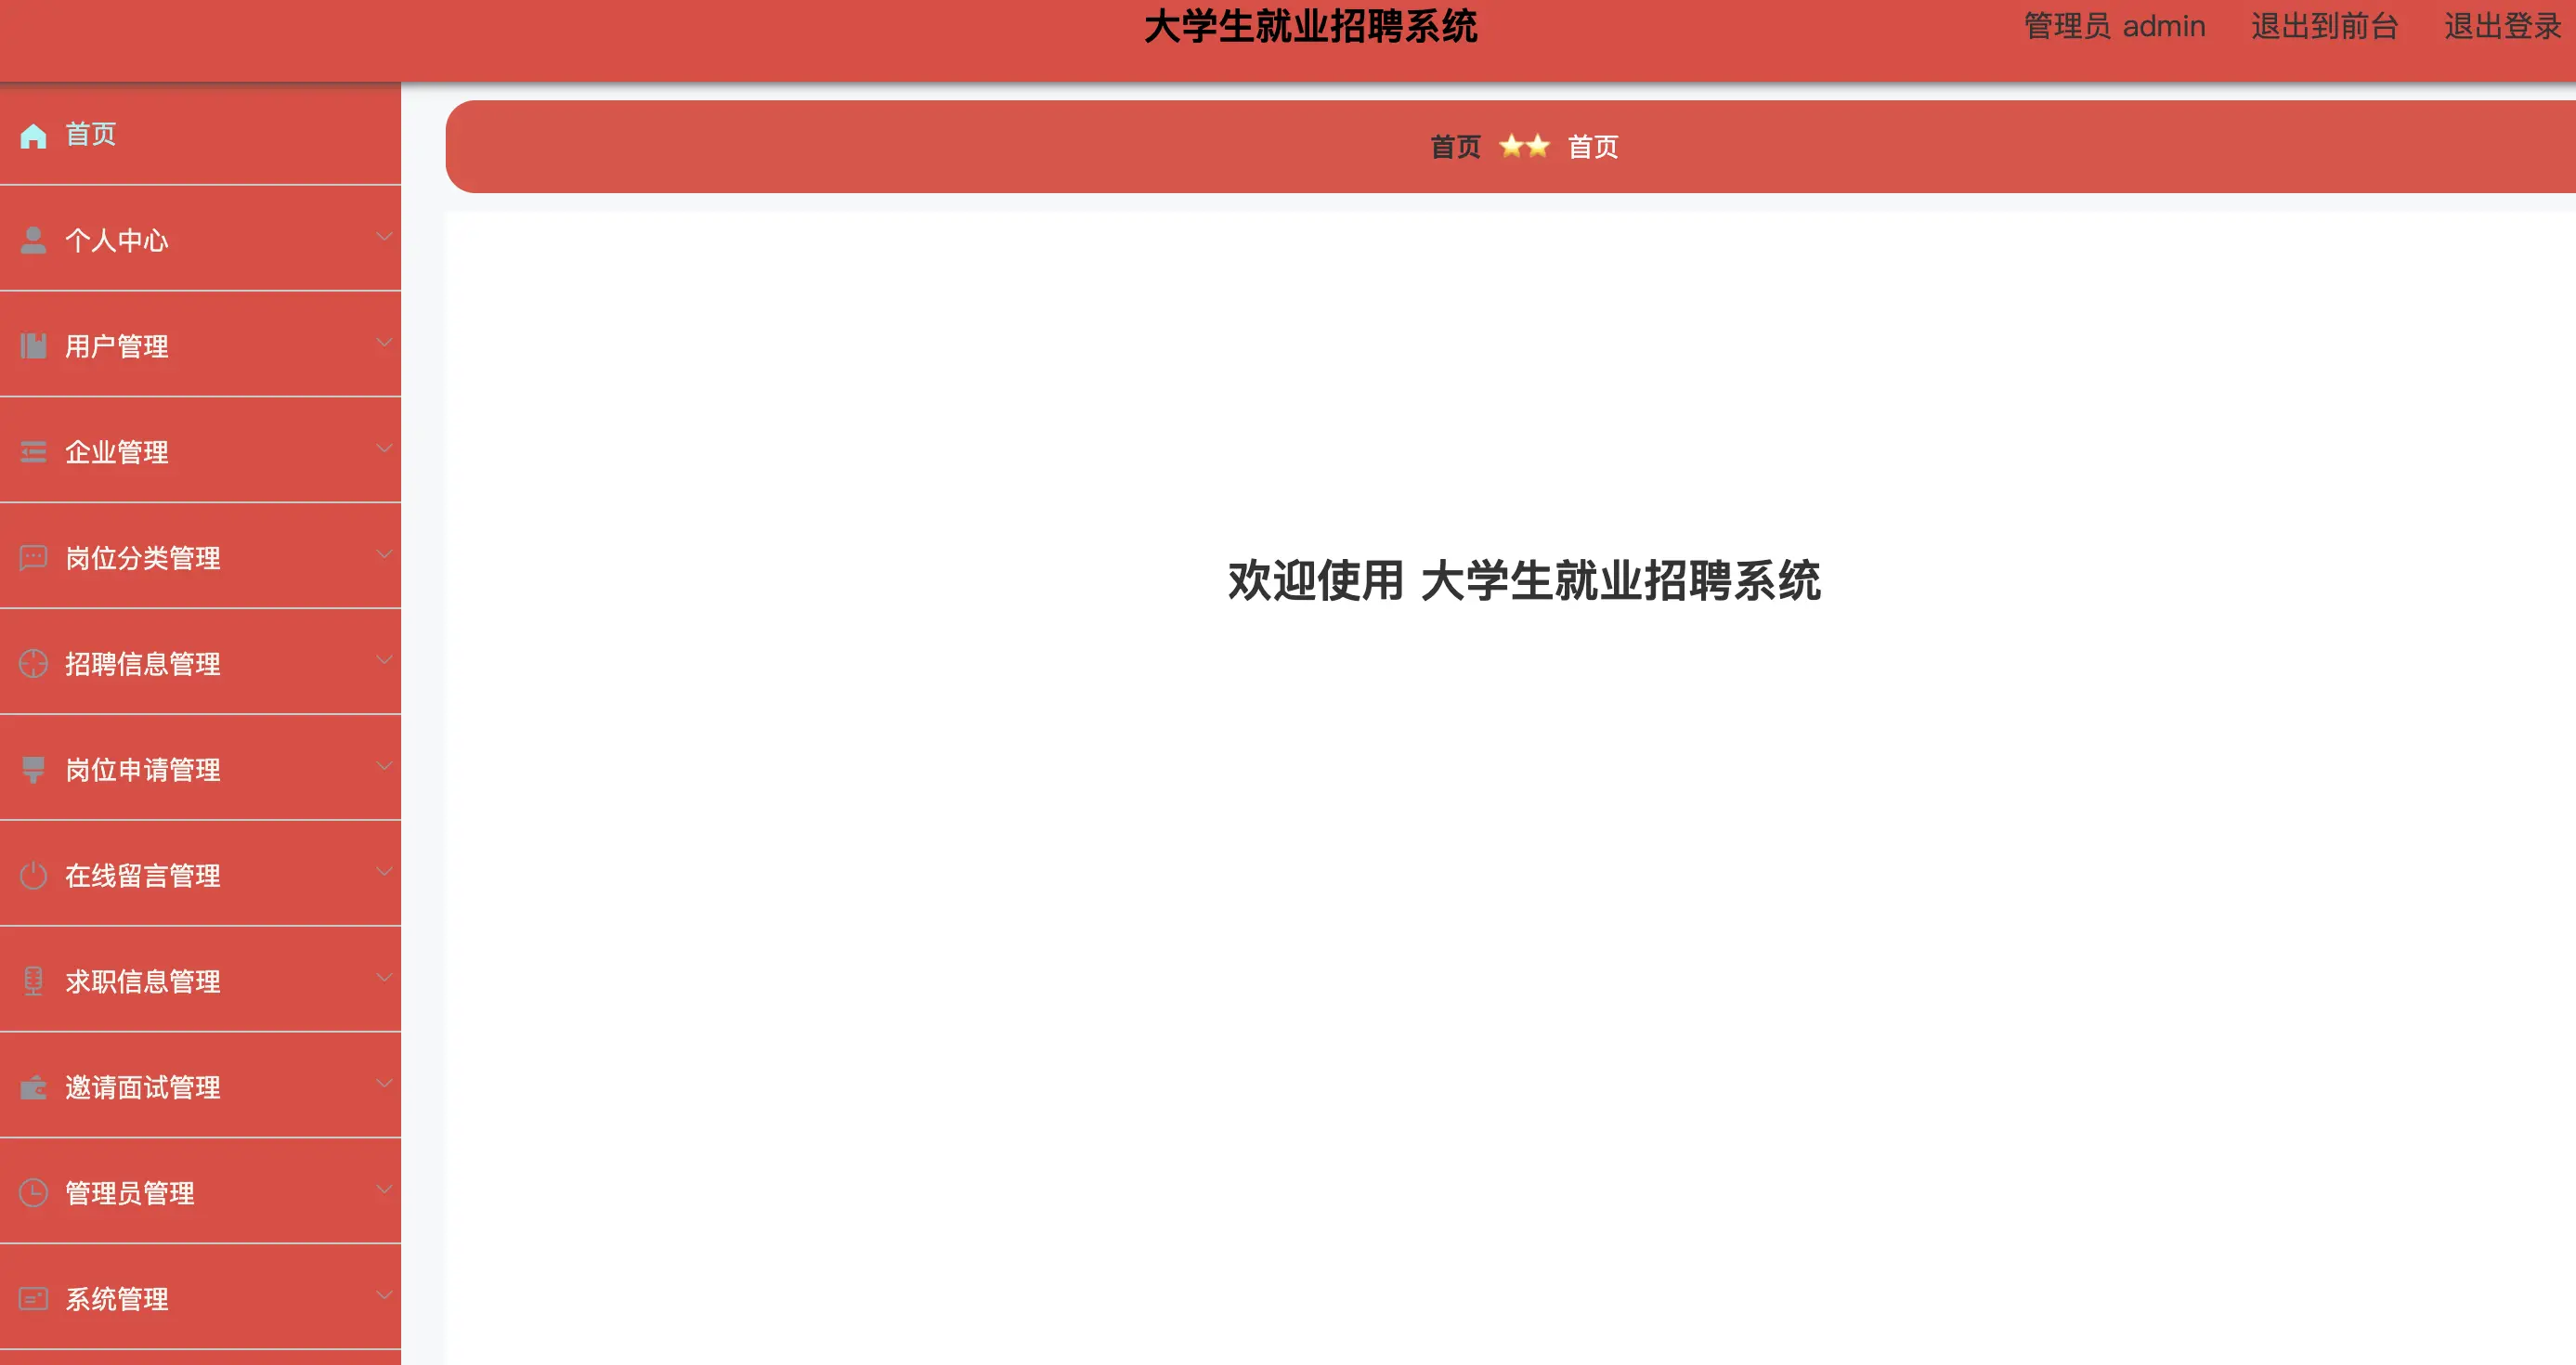 大学生就业招聘系统
管理员 admin 退出到前台 退出登录
首页 ⭐⭐ 首页
首页
个人中心
用户管理
企业管理
岗位分类管理
招聘信息管理
岗位申请管理
在线留言管理
求职信息管理
邀请面试管理
管理员管理
系统管理
欢迎使用 大学生就业招聘系统